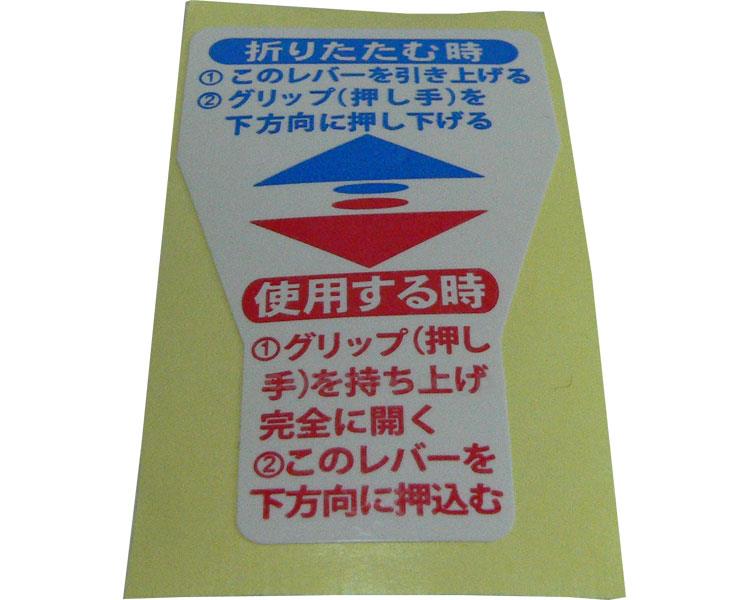 折りたたむ時
①このレバーを引き上げる
②グリップ(押し手)を
下方向に押し下げる
使用する時
①グリップ(押し
手)を持ち上げ
完全に開く
②このレバーを
下方向に押込む